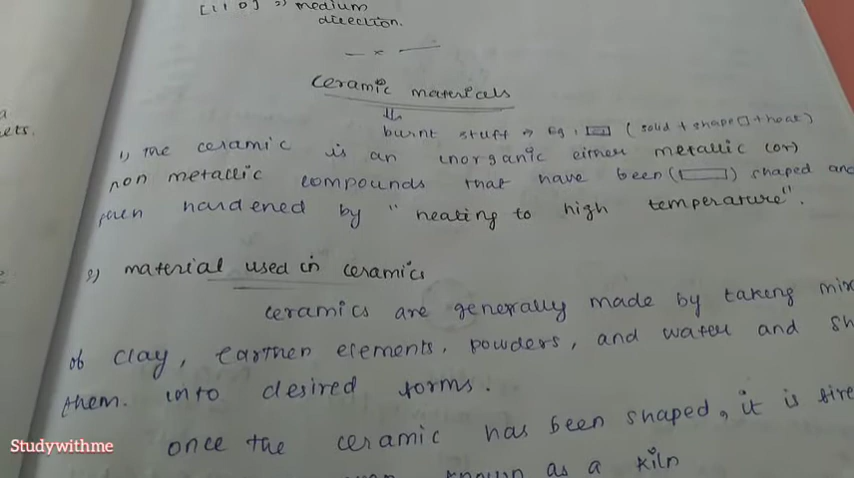 [1 1 0] => medium
direction.
— x —
a
ets.
ceramic materials
burnt stuff => Eg: (solid + shape + heat)
1) The ceramic is an inorganic either metallic (or)
non metallic compounds that have been ( ) shaped and
then hardened by "heating to high temperature".
2) material used in ceramics
ceramics are generally made by taking mix
of clay, earthen elements, powders, and water and sh
them. into desired forms.
once the ceramic has been shaped, it is fire
known as a kiln
Studywithme